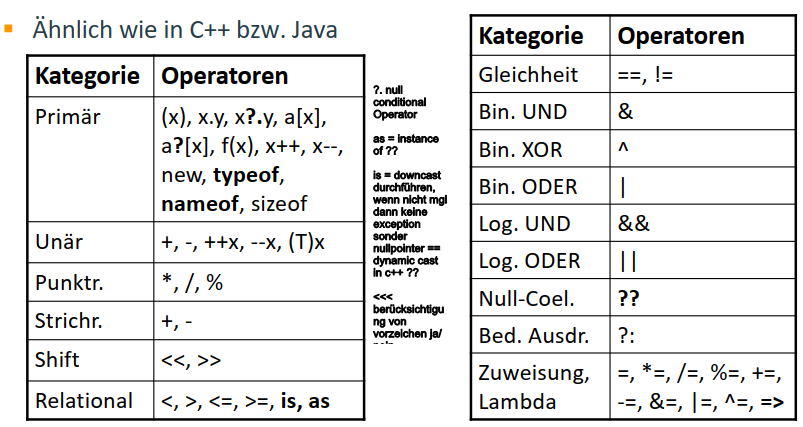 ▪ Ähnlich wie in C++ bzw. Java
Kategorie Operatoren
Primär (x), x.y, x?.y, a[x],
a?[x], f(x), x++, x--,
new, typeof,
nameof, sizeof
Unär +, -, ++x, --x, (T)x
Punktr. *, /, %
Strichr. +, -
Shift <<, >>
Relational <, >, <=, >=, is, as
?. null
conditional
Operator
as = instance
of ??
is = downcast
durchführen,
wenn nicht mgl
dann keine
exception
sonder
nullpointer ==
dynamic cast
in c++ ??
<<<
berücksichtigu
ng von
vorzeichen ja/
Kategorie Operatoren
Gleichheit ==, !=
Bin. UND &
Bin. XOR ^
Bin. ODER |
Log. UND &&
Log. ODER ||
Null-Coel. ??
Bed. Ausdr. ?:
Zuweisung, =, *=, /=, %=, +=,
Lambda -=, &=, |=, ^=, =>